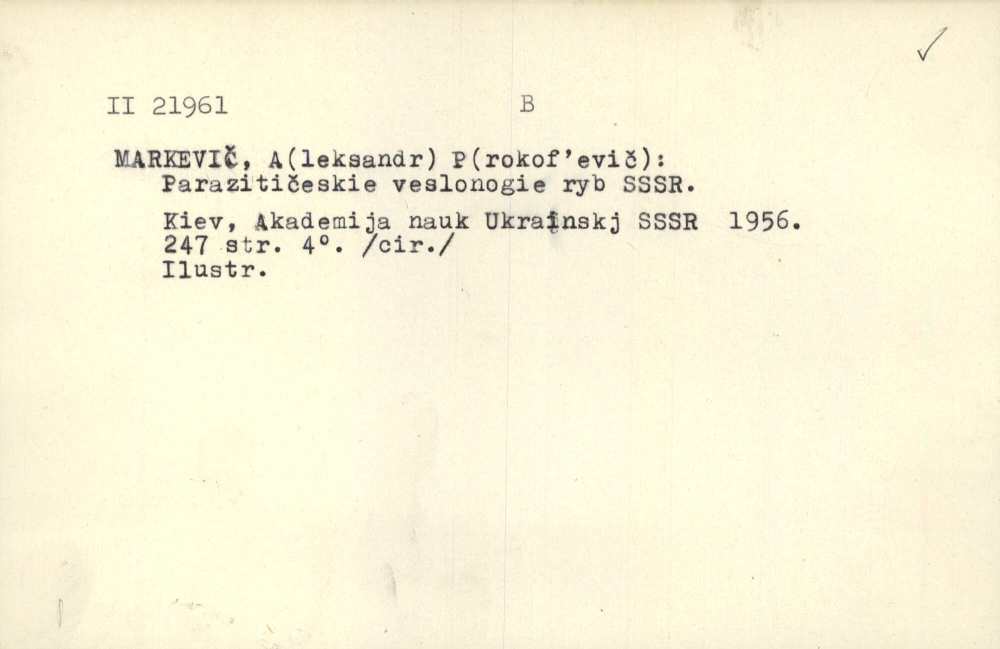 II 21961 B
MARKEVIČ, A(leksandr) P(rokof'evič):
Parazitičeskie veslonogie ryb SSSR.
Kiev, Akademija nauk Ukrainskj SSSR 1956.
247 str. 4°. /cir./
Ilustr.